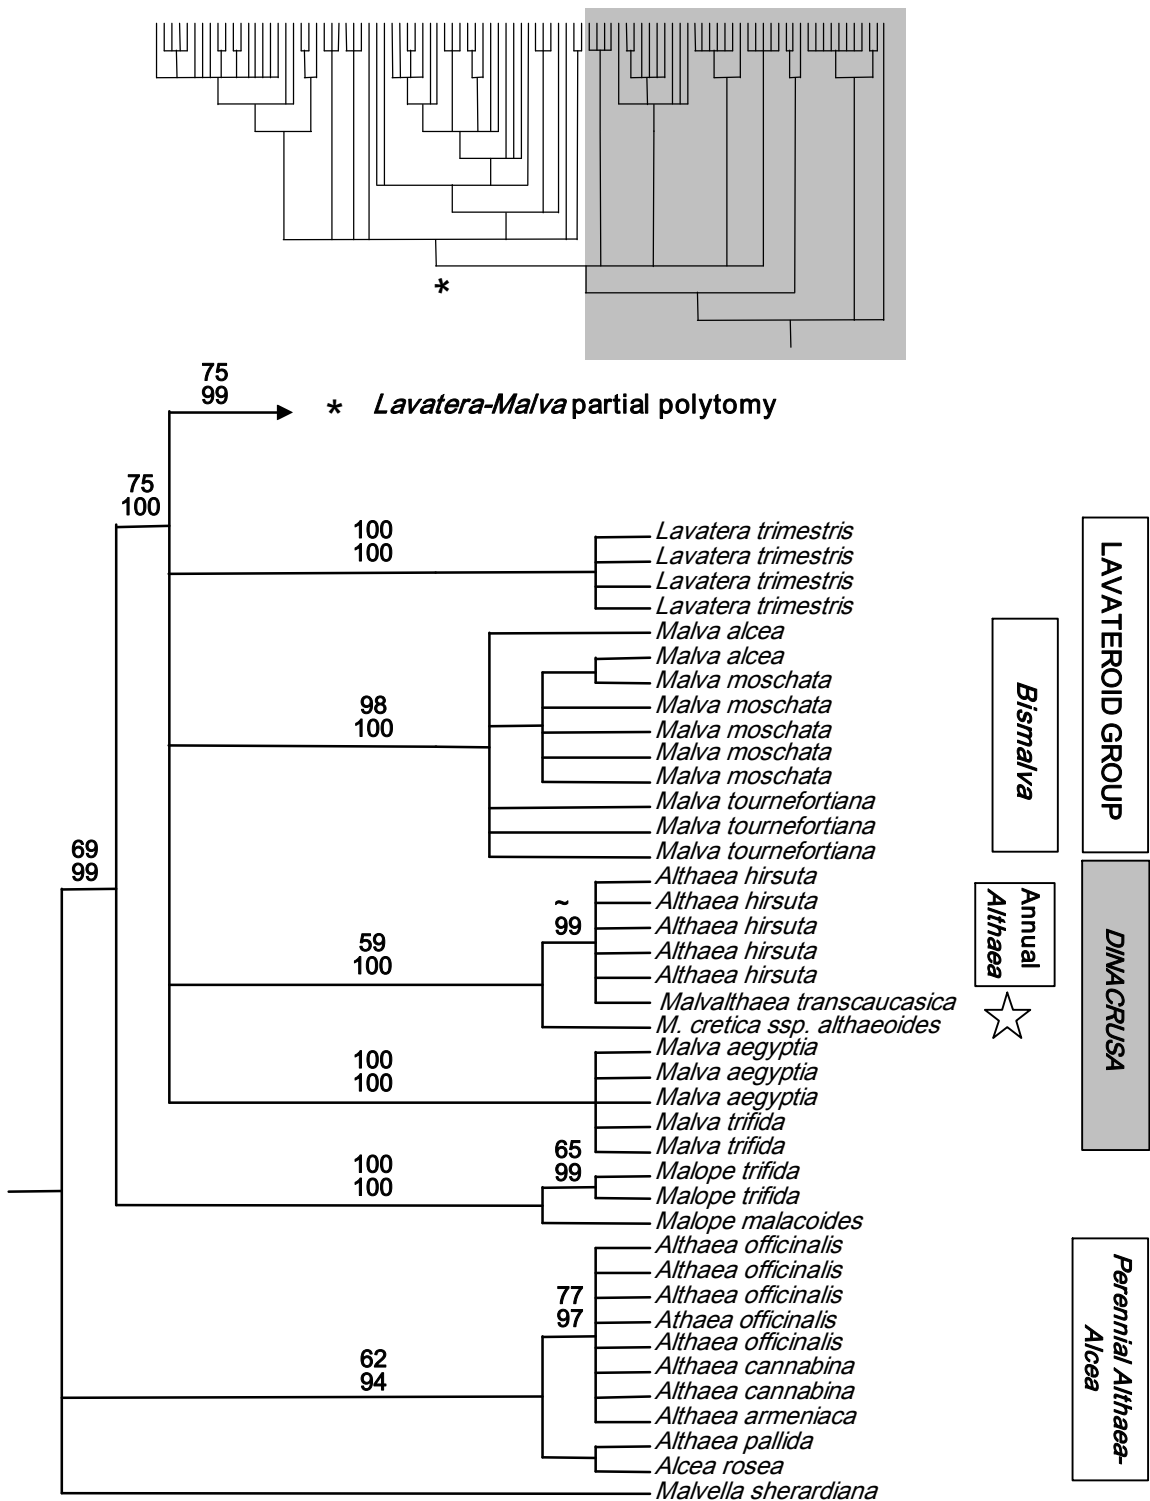 *
75
99
* Lavatera-Malva partial polytomy
75
100
100
100
Lavatera trimestris
Lavatera trimestris
Lavatera trimestris
Lavatera trimestris
Malva alcea
Malva alcea
Malva moschata
98
100
Malva moschata
Malva moschata
Malva moschata
Malva moschata
Malva tournefortiana
Malva tournefortiana
Malva tournefortiana
69
99
Althaea hirsuta
~
99
Althaea hirsuta
Althaea hirsuta
59
100
Althaea hirsuta
Althaea hirsuta
Malvalthaea transcaucasica
M. cretica ssp. althaeoides
100
100
Malva aegyptia
Malva aegyptia
Malva aegyptia
Malva trifida
Malva trifida
100
100
65
99
Malope trifida
Malope trifida
Malope malacoides
Althaea officinalis
Althaea officinalis
77
97
Althaea officinalis
Athaea officinalis
Althaea officinalis
62
94
Althaea cannabina
Althaea cannabina
Althaea armeniaca
Althaea pallida
Alcea rosea
Malvella sherardiana
LAVATEROID GROUP
Bismalva
Annual
Althaea
DINACRUSA
Perennial Althaea-
Alcea